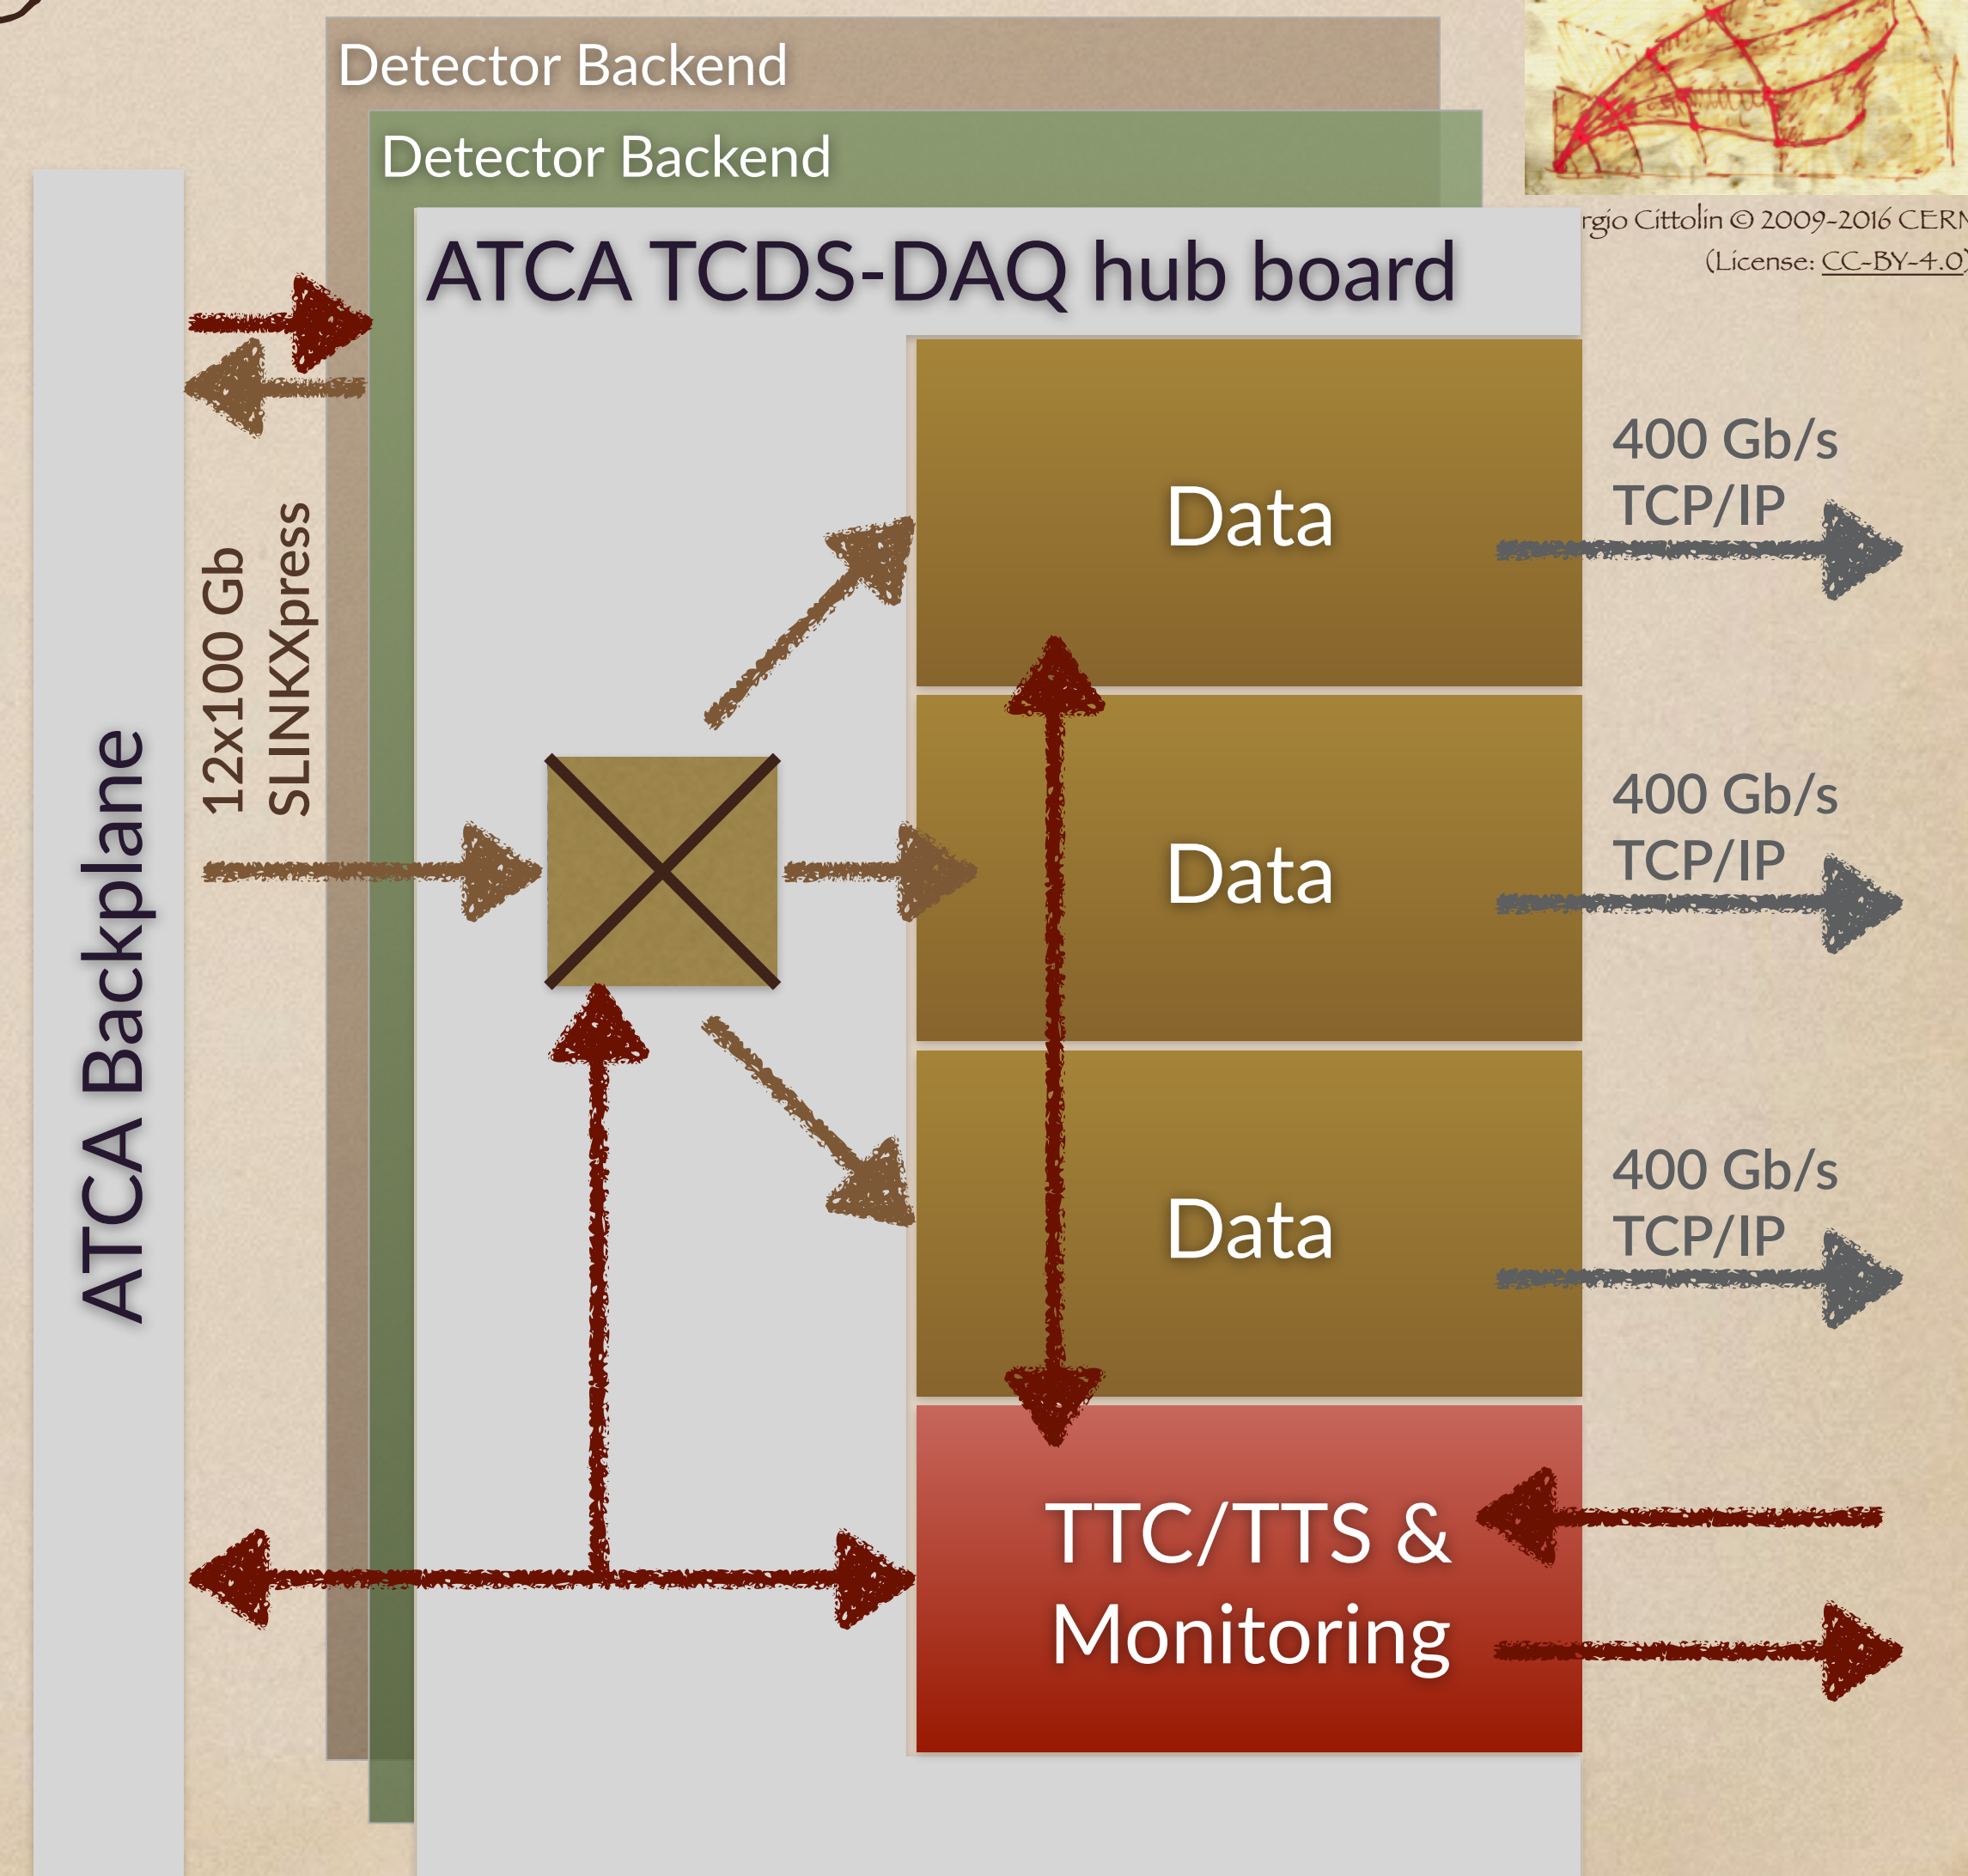 Detector Backend
Detector Backend
ATCA TCDS-DAQ hub board
rgio Cittolin © 2009-2016 CERN
(License: CC-BY-4.0)
ATCA Backplane
12x100 Gb
SLINKXpress
Data
400 Gb/s
TCP/IP
Data
400 Gb/s
TCP/IP
Data
400 Gb/s
TCP/IP
TTC/TTS &
Monitoring